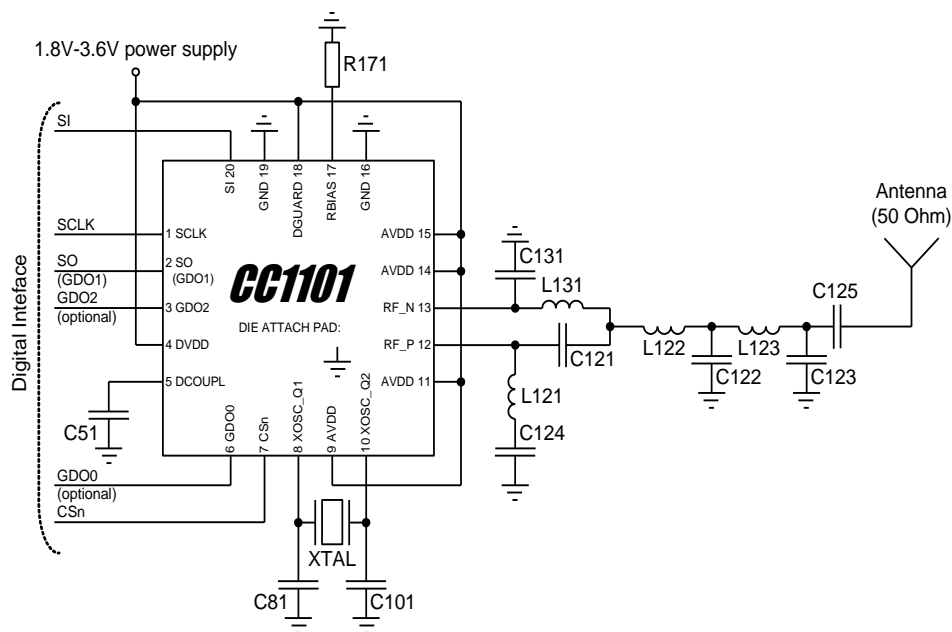 1.8V-3.6V power supply
R171
Digital Inteface
SI
SCLK
SO
(GDO1)
GDO2
(optional)
GDO0
(optional)
CSn
SI 20
GND 19
DGUARD 18
RBIAS 17
GND 16
1 SCLK
2 SO
(GDO1)
3 GDO2
4 DVDD
5 DCOUPL
CC1101
DIE ATTACH PAD:
AVDD 15
AVDD 14
RF_N 13
RF_P 12
AVDD 11
6 GDO0
7 CSn
8 XOSC_Q1
9 AVDD
10 XOSC_Q2
C51
XTAL
C81
C101
C131
L131
C121
L121
C124
L122
C122
L123
C123
C125
Antenna
(50 Ohm)